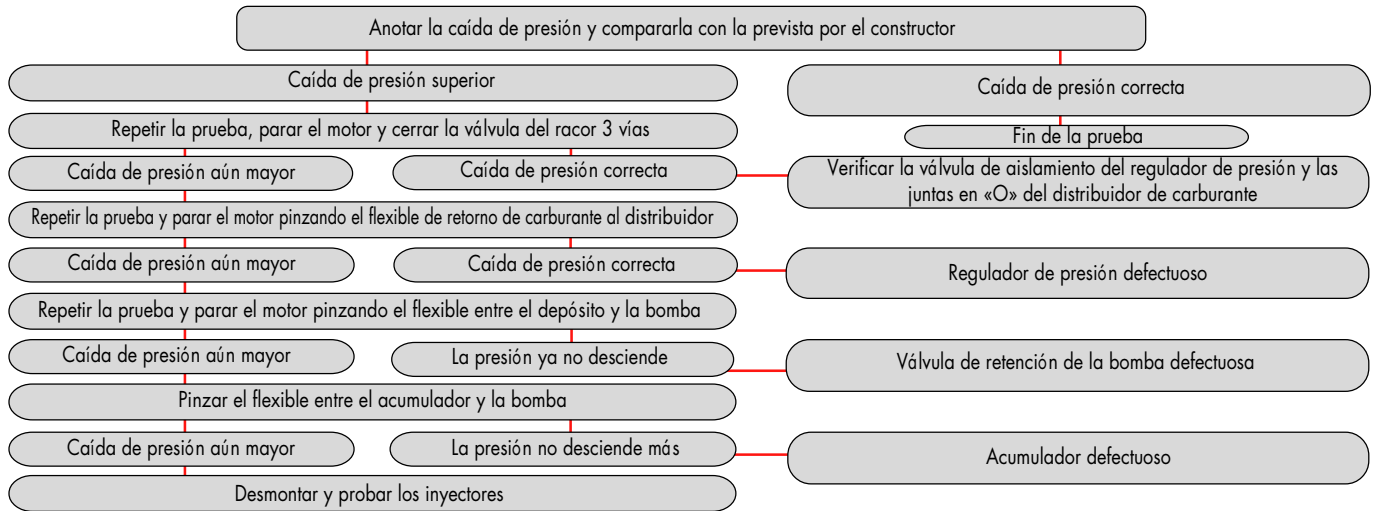 Anotar la caída de presión y compararla con la prevista por el constructor
Caída de presión superior
Caída de presión correcta
Repetir la prueba, parar el motor y cerrar la válvula del racor 3 vías
Fin de la prueba
Caída de presión aún mayor
Caída de presión correcta
Verificar la válvula de aislamiento del regulador de presión y las
juntas en «O» del distribuidor de carburante
Repetir la prueba y parar el motor pinzando el flexible de retorno de carburante al distribuidor
Caída de presión aún mayor
Caída de presión correcta
Regulador de presión defectuoso
Repetir la prueba y parar el motor pinzando el flexible entre el depósito y la bomba
Caída de presión aún mayor
La presión ya no desciende
Válvula de retención de la bomba defectuosa
Pinzar el flexible entre el acumulador y la bomba
Caída de presión aún mayor
La presión no desciende más
Acumulador defectuoso
Desmontar y probar los inyectores